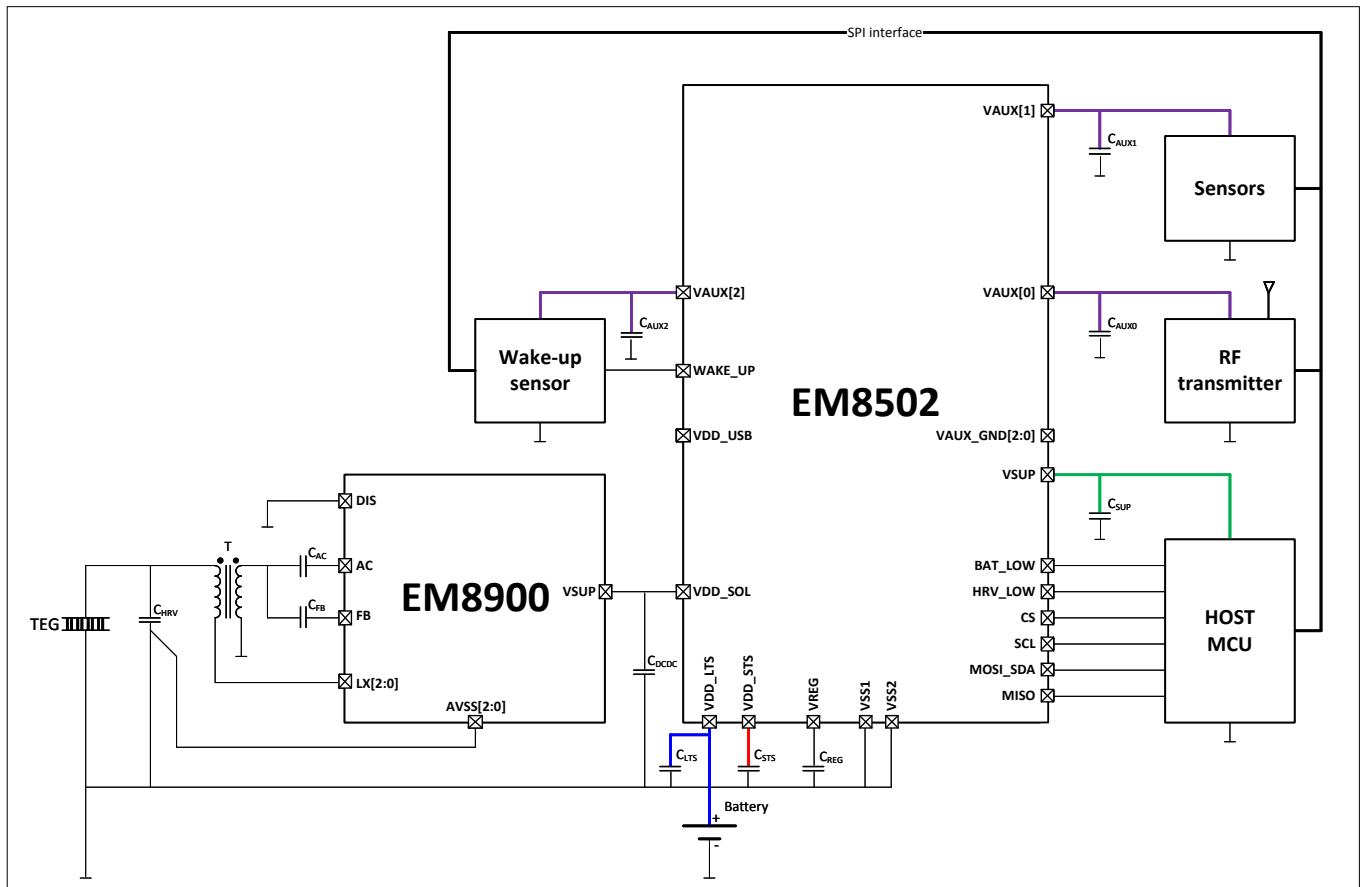 SPI interface
VAUX[1]
CAUX1
Sensors
VAUX[2]
VAUX[0]
CAUX2
CAUX0
Wake-up
sensor
WAKE_UP
RF
transmitter
EM8502
VDD_USB
VAUX_GND[2:0]
VSUP
CSUP
DIS
T
CAC
AC
BAT_LOW
EM8900
VSUP
VDD_SOL
HRV_LOW
CHRV
CFB
FB
CS
HOST
MCU
TEG
SCL
CDCDC
MOSI_SDA
LX[2:0]
MISO
AVSS[2:0]
VDD_LTS
VDD_STS
VREG
VSS1
VSS2
CLTS
CSTS
CREG
Battery
+
-